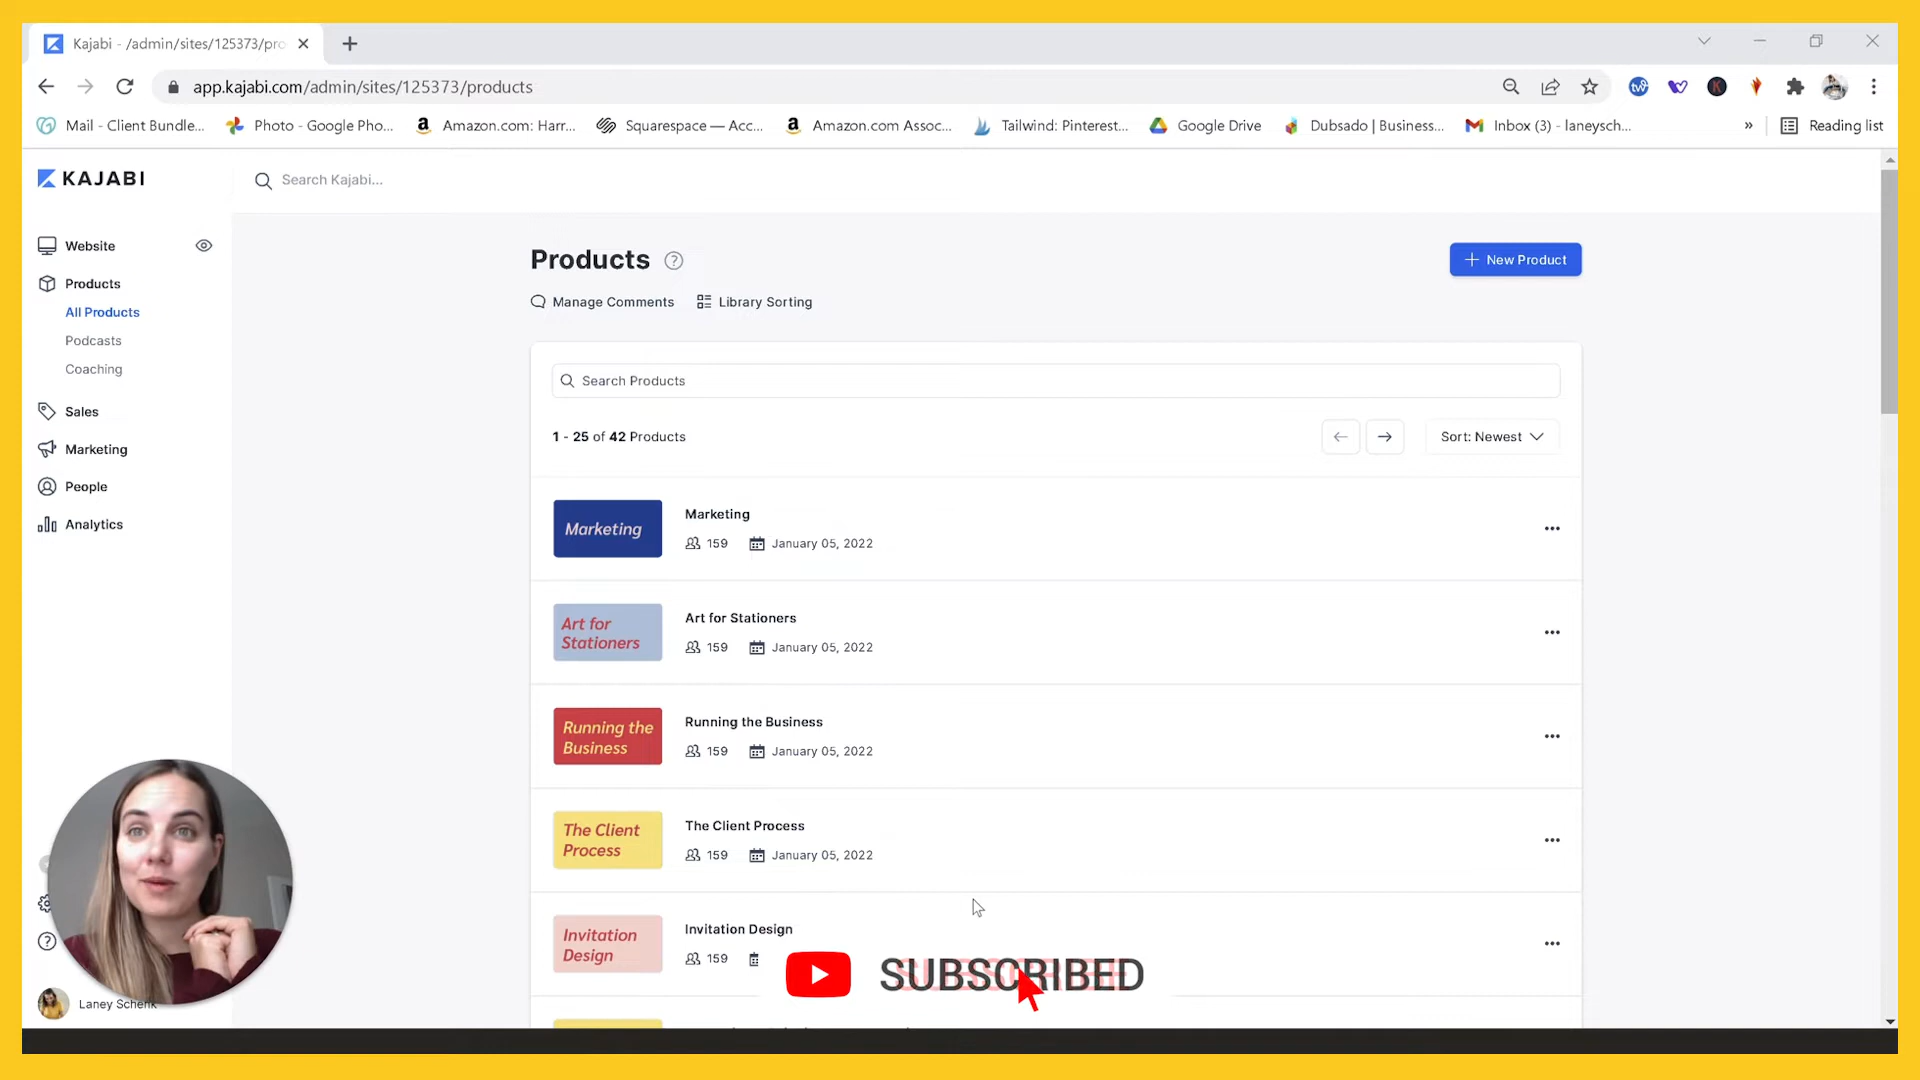 Kajabi - /admin/sites/125373/pro
app.kajabi.com/admin/sites/125373/products
Mail - Client Bundle... Photo - Google Pho... Amazon.com: Harr... Squarespace — Acc... Amazon.com Assoc... Tailwind: Pinterest... Google Drive Dubsado | Business... Inbox (3) - laneysch... » Reading list
KAJABI
Search Kajabi...
Website
Products
All Products
Podcasts
Coaching
Sales
Marketing
People
Analytics
Laney Schenk
Products
New Product
Manage Comments Library Sorting
Search Products
1 - 25 of 42 Products
Sort: Newest
Marketing
Marketing
159 January 05, 2022
Art for
Stationers
Art for Stationers
159 January 05, 2022
Running the
Business
Running the Business
159 January 05, 2022
The Client
Process
The Client Process
159 January 05, 2022
Invitation
Design
Invitation Design
159
SUBSCRIBED